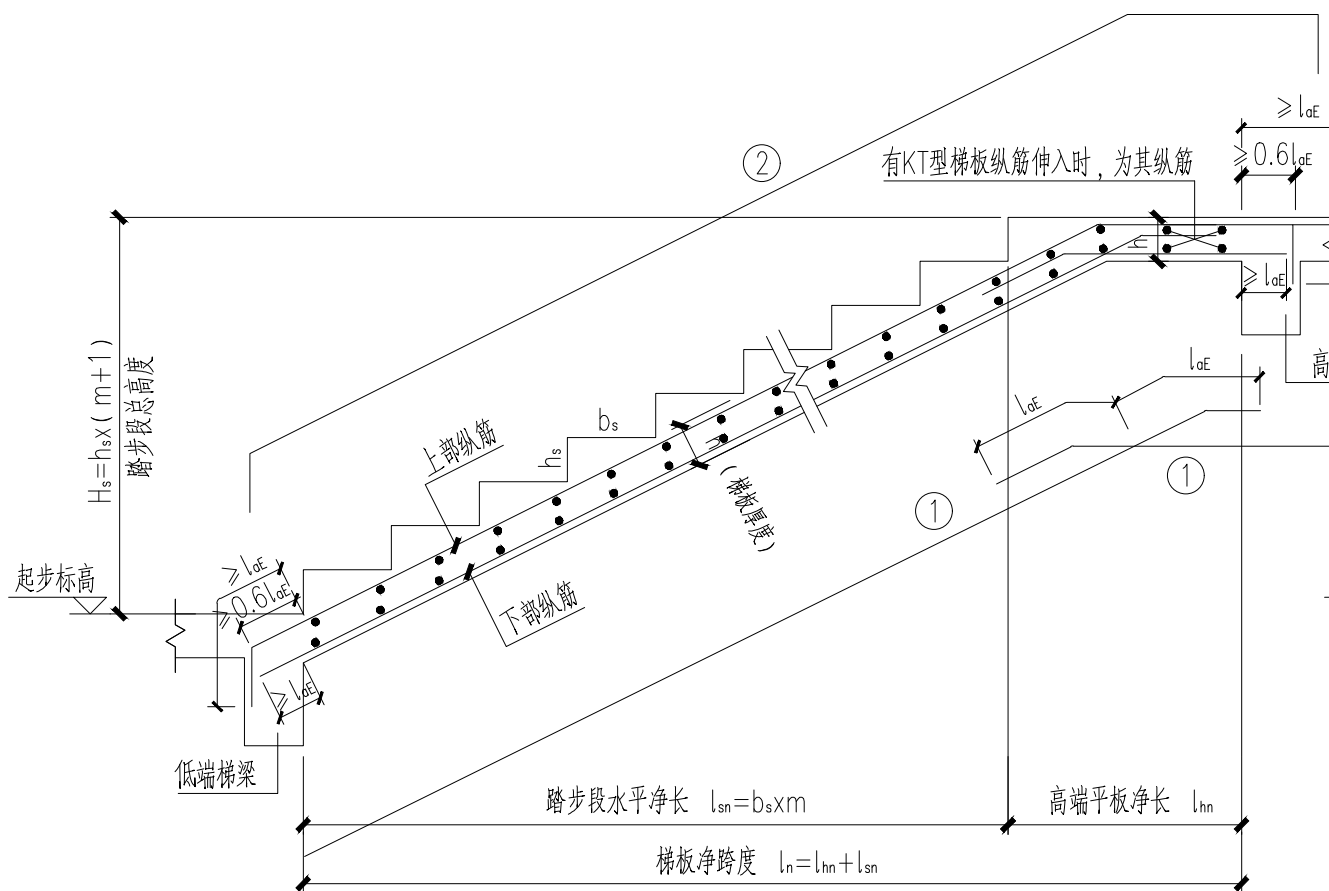 ≥laE
②
有KT型梯板纵筋伸入时，为其纵筋
≥0.6laE
h
≥laE
Hs=hsx(m+1)
踏步段总高度
高
laE
laE
bs
hs
上部纵筋
h
(梯板厚度)
①
①
≥laE
≥0.6laE
起步标高
下部纵筋
≥laE
低端梯梁
踏步段水平净长 lsn=bsxm
高端平板净长 lhn
梯板净跨度 ln=lhn+lsn